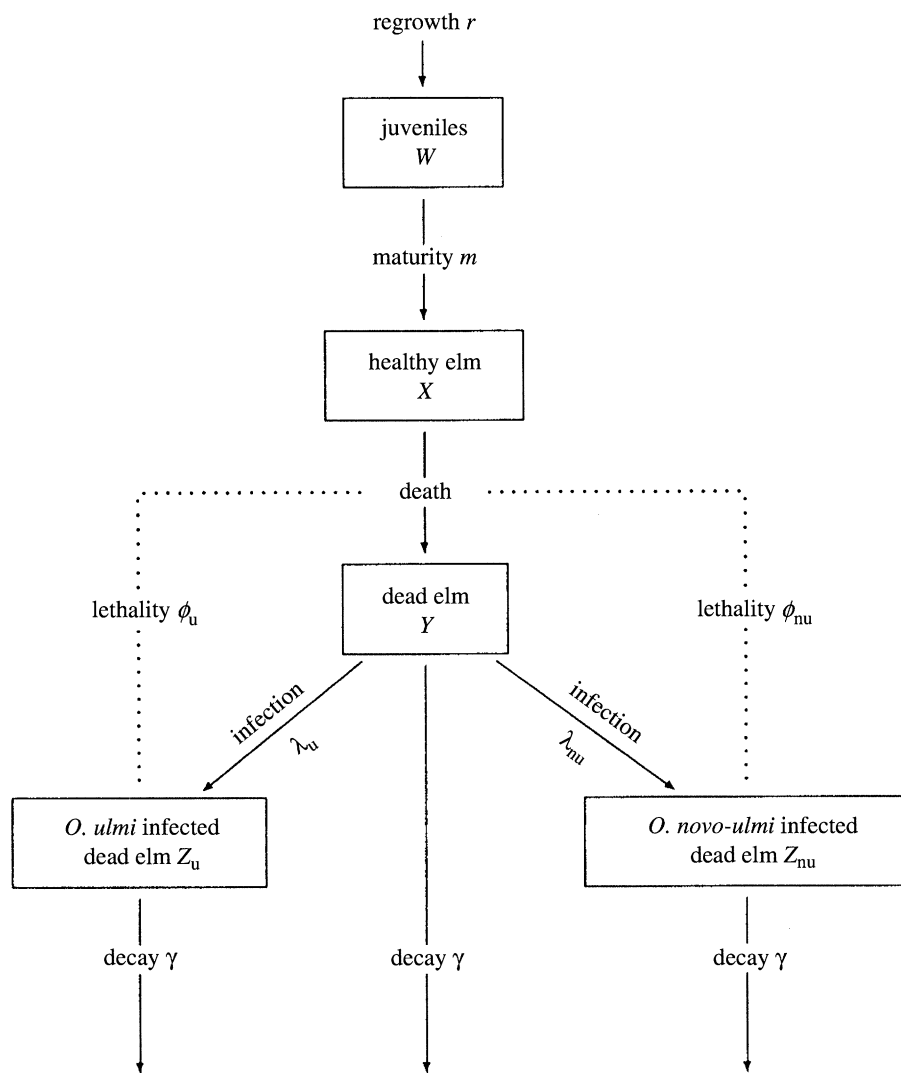 regrowth r
juveniles
W
maturity m
healthy elm
X
death
dead elm
Y
lethality ϕu
lethality ϕnu
infection
λu
infection
λnu
O. ulmi infected
dead elm Zu
O. novo-ulmi infected
dead elm Znu
decay γ
decay γ
decay γ